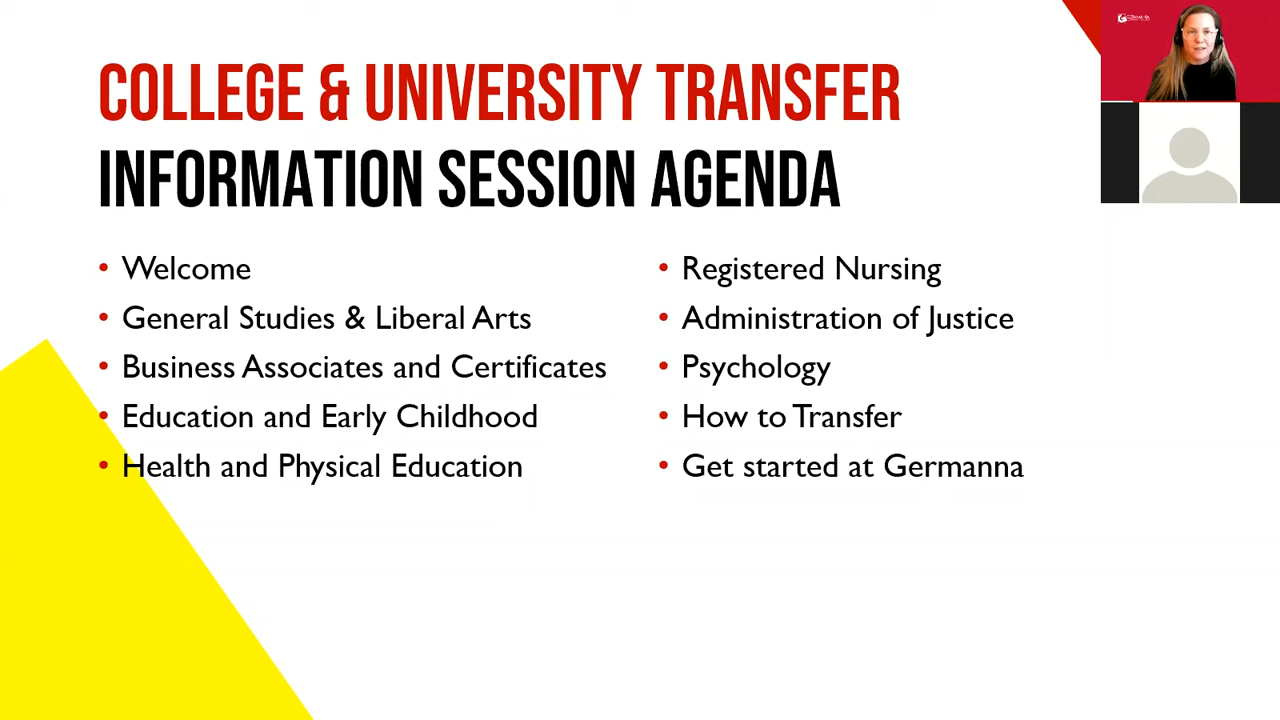 COLLEGE & UNIVERSITY TRANSFER
INFORMATION SESSION AGENDA
• Welcome
• General Studies & Liberal Arts
• Business Associates and Certificates
• Education and Early Childhood
• Health and Physical Education
• Registered Nursing
• Administration of Justice
• Psychology
• How to Transfer
• Get started at Germanna